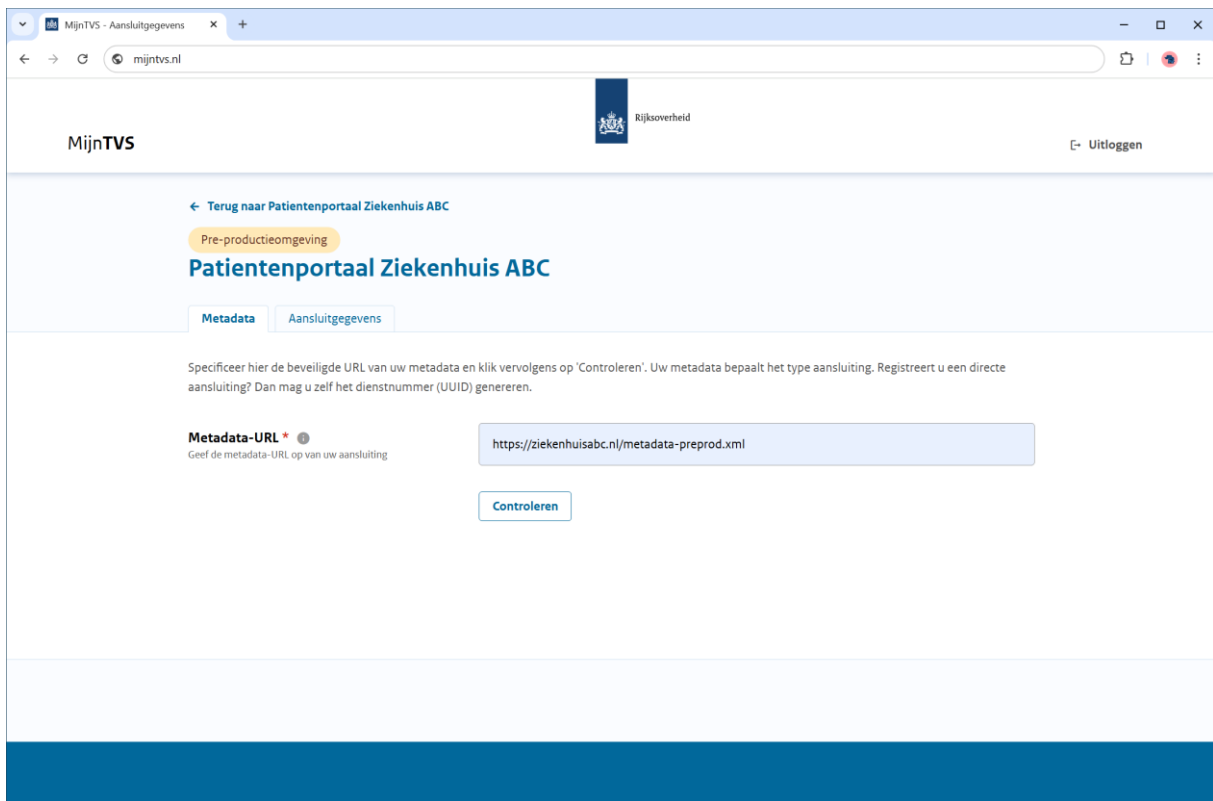 MijnTVS - Aansluitgegevens
mijntvs.nl
Rijksoverheid
MijnTVS
Uitloggen
← Terug naar Patientenportaal Ziekenhuis ABC
Pre-productieomgeving
Patientenportaal Ziekenhuis ABC
Metadata Aansluitgegevens
Specificeer hier de beveiligde URL van uw metadata en klik vervolgens op 'Controleren'. Uw metadata bepaalt het type aansluiting. Registreert u een directe
aansluiting? Dan mag u zelf het dienstnummer (UUID) genereren.
Metadata-URL *
Geef de metadata-URL op van uw aansluiting
https://ziekenhuisabc.nl/metadata-preprod.xml
Controleren